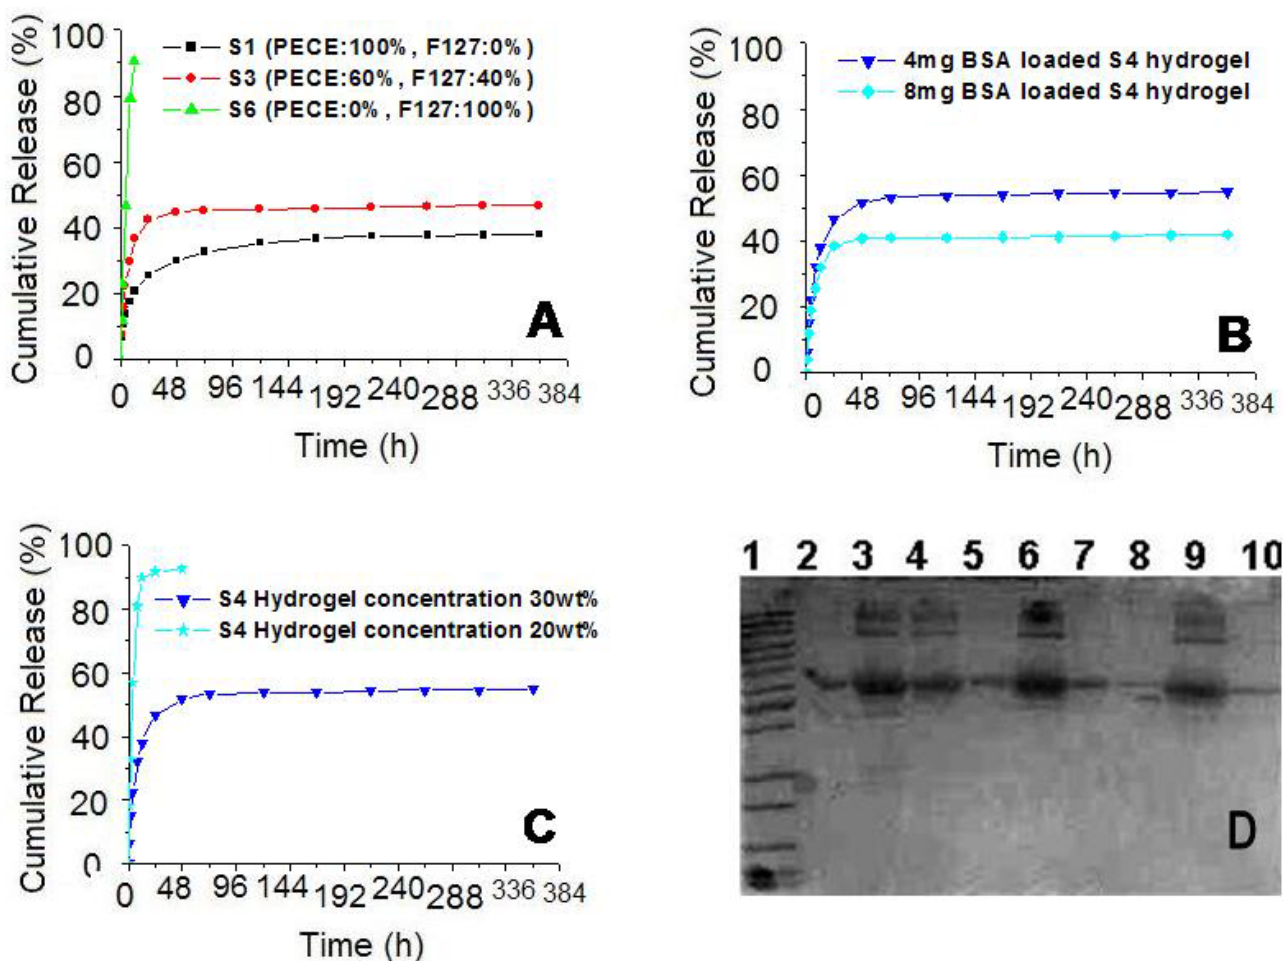 100
80
60
40
20
0
Cumulative Release (%)
S1 (PECE:100%, F127:0%)
S3 (PECE:60%, F127:40%)
S6 (PECE:0%, F127:100%)
A
0 48 96 144 192 240 288 336 384
Time (h)
100
80
60
40
20
0
Cumulative Release (%)
4mg BSA loaded S4 hydrogel
8mg BSA loaded S4 hydrogel
B
0 48 96 144 192 240 288 336 384
Time (h)
100
80
60
40
20
0
Cumulative Release (%)
S4 Hydrogel concentration 30wt%
S4 Hydrogel concentration 20wt%
C
0 48 96 144 192 240 288 336 384
Time (h)
1 2 3 4 5 6 7 8 9 10
D